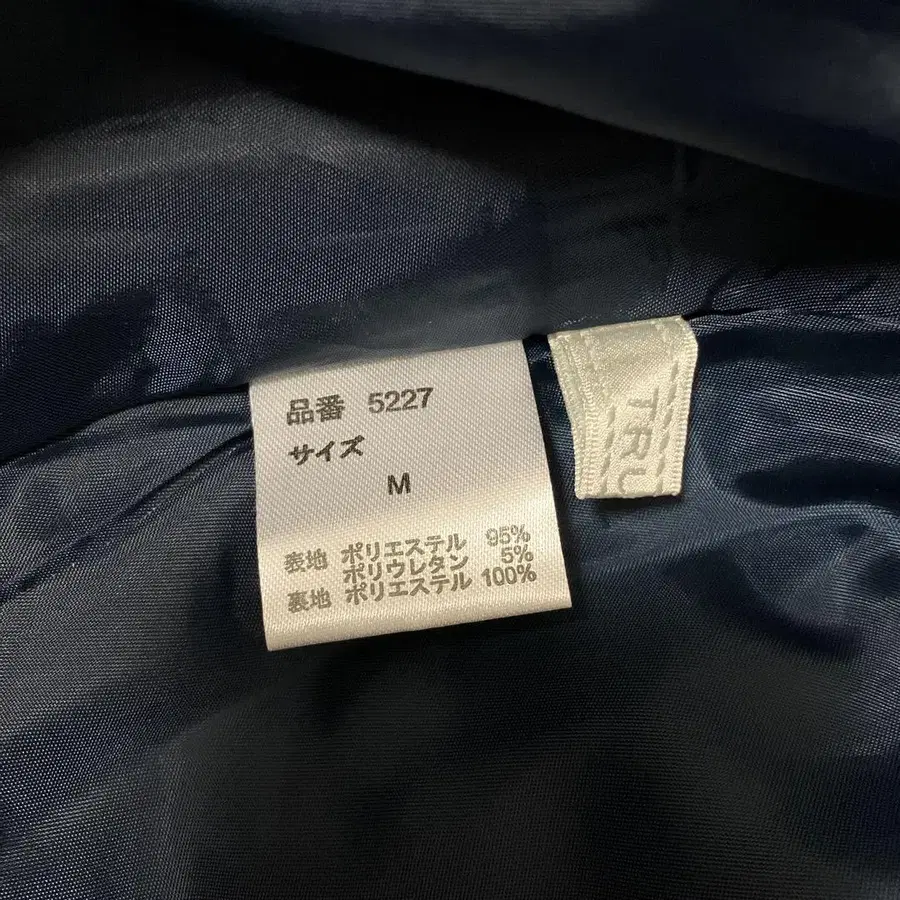 品番 5227
サイズ
M
表地 ポリエステル 95%
ポリウレタン 5%
裏地 ポリエステル 100%
TRU